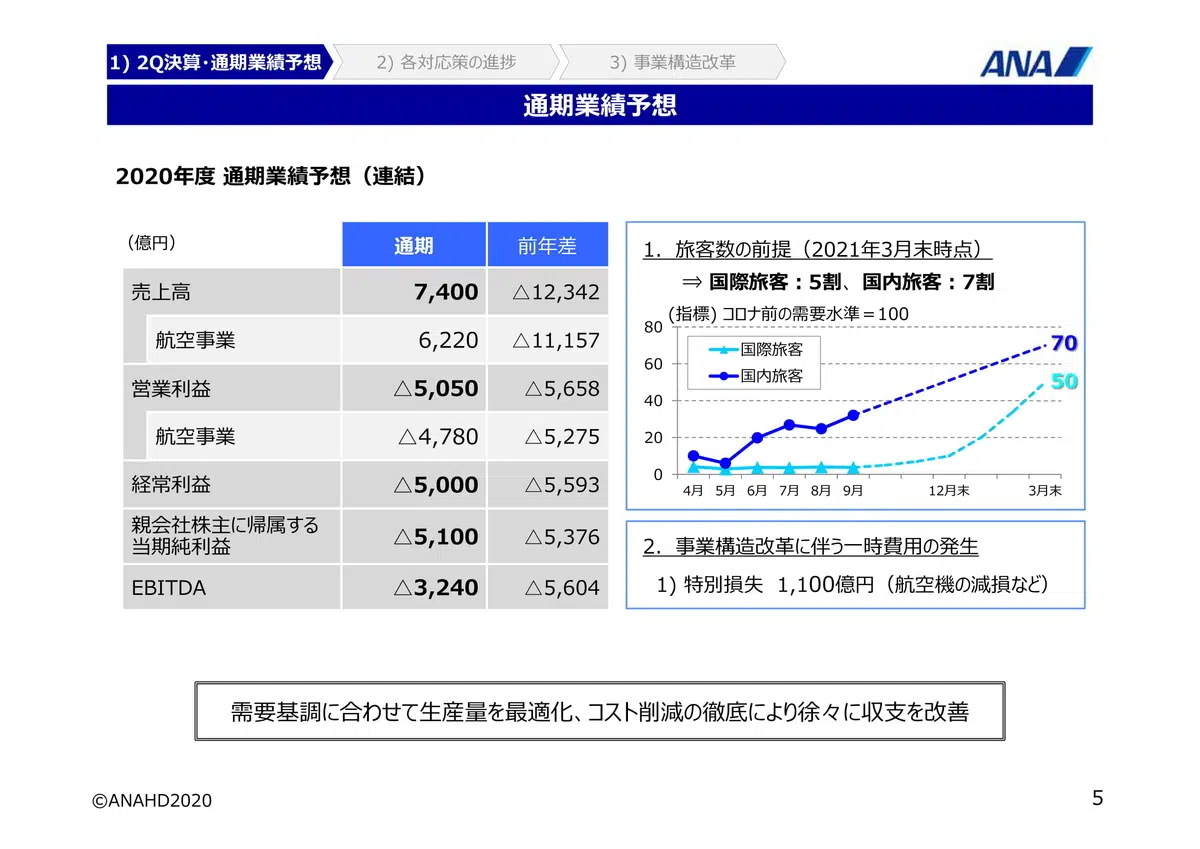 1) 2Q決算・通期業績予想
2) 各対応策の進捗
3) 事業構造改革
ANA
通期業績予想
2020年度 通期業績予想（連結）
（億円） 通期 前年差
売上高 7,400 △12,342
航空事業 6,220 △11,157
営業利益 △5,050 △5,658
航空事業 △4,780 △5,275
経常利益 △5,000 △5,593
親会社株主に帰属する
当期純利益 △5,100 △5,376
EBITDA △3,240 △5,604
1. 旅客数の前提（2021年3月末時点）
⇒ 国際旅客：5割、国内旅客：7割
(指標) コロナ前の需要水準＝100
80
60
40
20
0
国際旅客
国内旅客
70
50
4月 5月 6月 7月 8月 9月 12月末 3月末
2. 事業構造改革に伴う一時費用の発生
1) 特別損失 1,100億円（航空機の減損など）
需要基調に合わせて生産量を最適化、コスト削減の徹底により徐々に収支を改善
©ANAHD2020
5